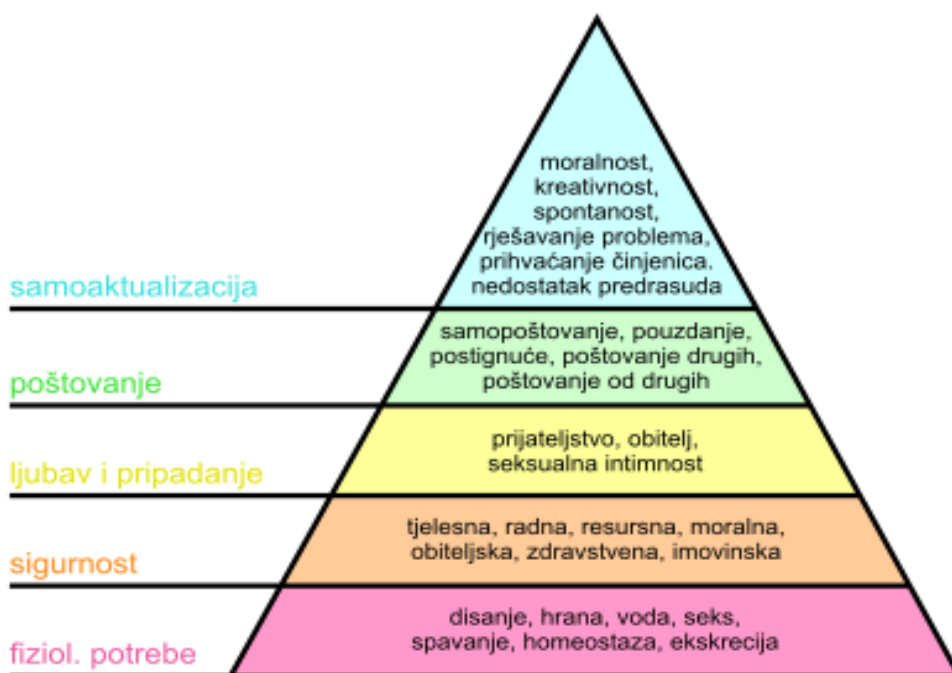 moralnost,
kreativnost,
spontanost,
rješavanje problema,
prihvaćanje činjenica.
nedostatak predrasuda
samoaktualizacija
samopoštovanje, pouzdanje,
postignuće, poštovanje drugih,
poštovanje od drugih
poštovanje
prijateljstvo, obitelj,
seksualna intimnost
ljubav i pripadanje
tjelesna, radna, resursna, moralna,
obiteljska, zdravstvena, imovinska
sigurnost
disanje, hrana, voda, seks,
spavanje, homeostaza, ekskrecija
fiziol. potrebe